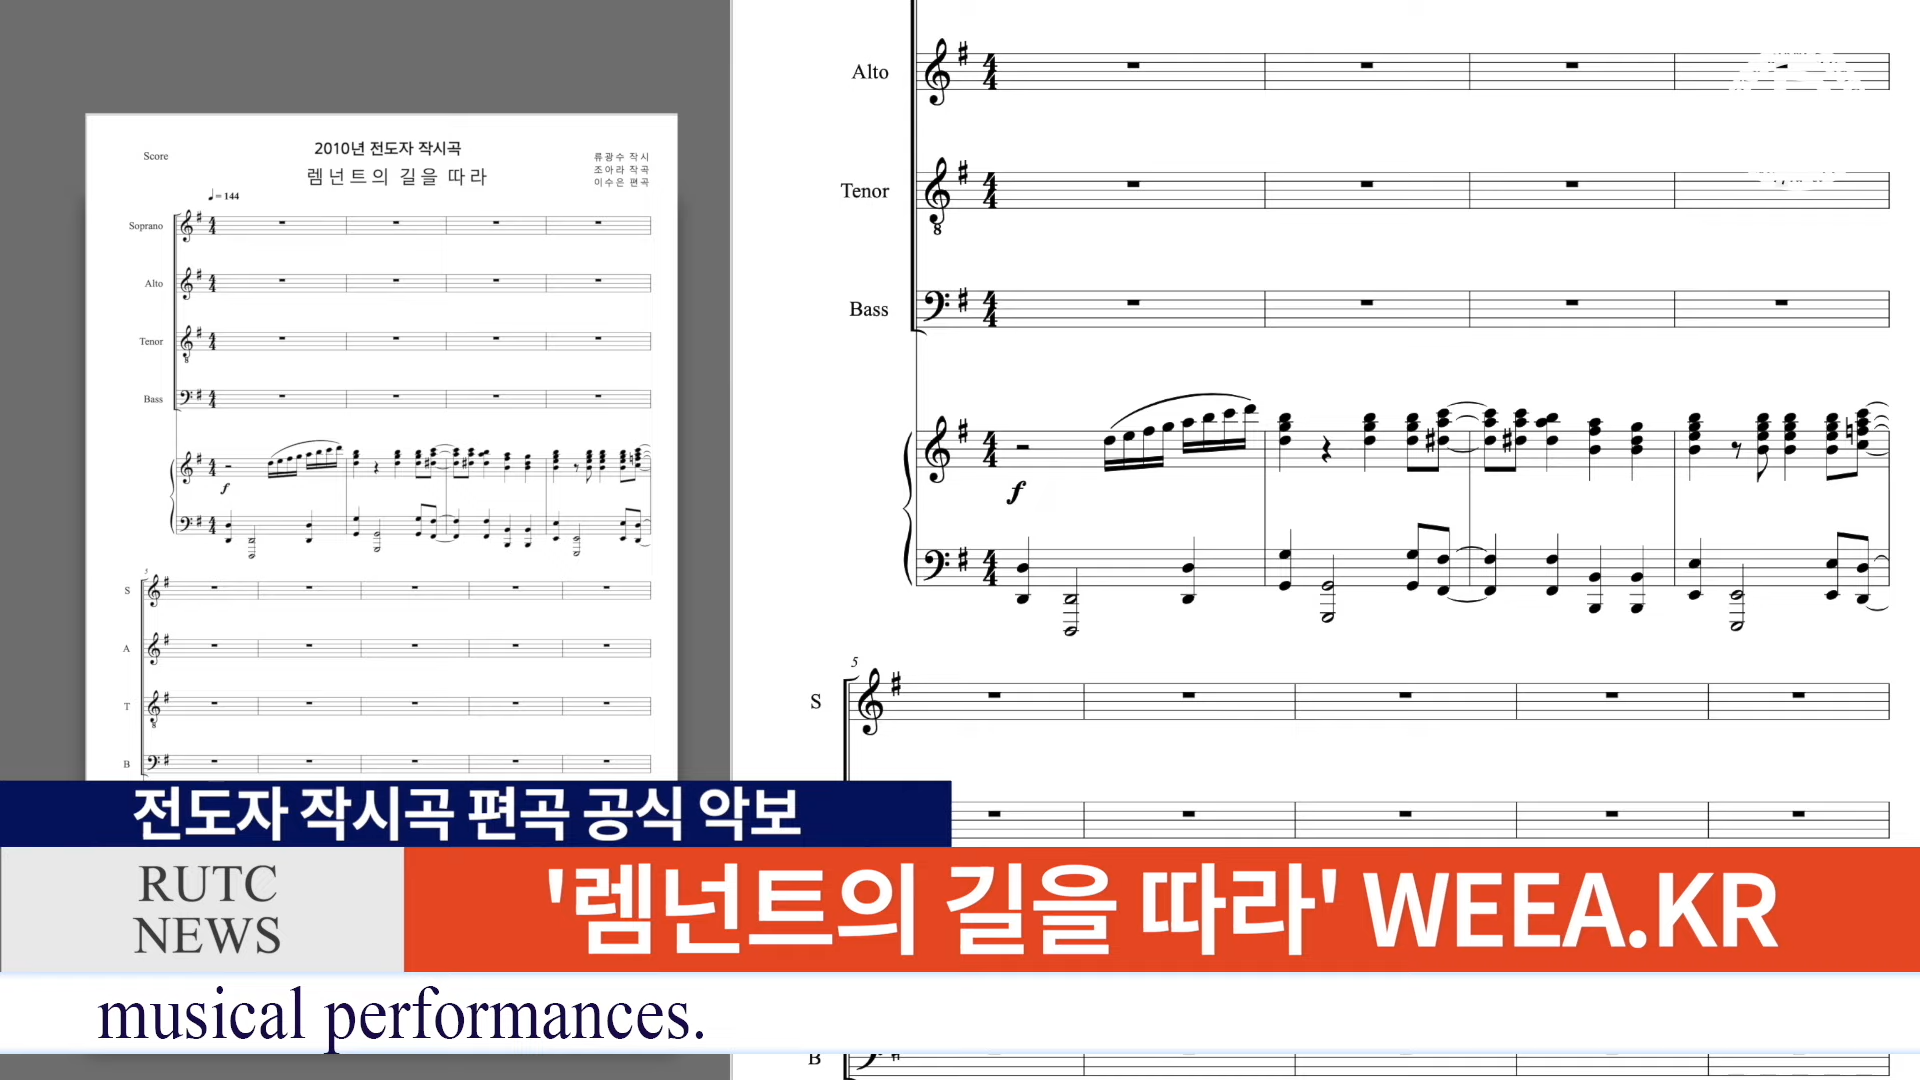 Score
2010년 전도자 작시곡
렘넌트의 길을 따라
류광수 작시
조아라 작곡
이수은 편곡
♩= 144
Soprano
Alto
Tenor
Bass
f
5
S
A
T
B
Alto
Tenor
8
Bass
f
5
S
B
전도자 작시곡 편곡 공식 악보
RUTC
NEWS
'렘넌트의 길을 따라' WEEA.KR
musical performances.